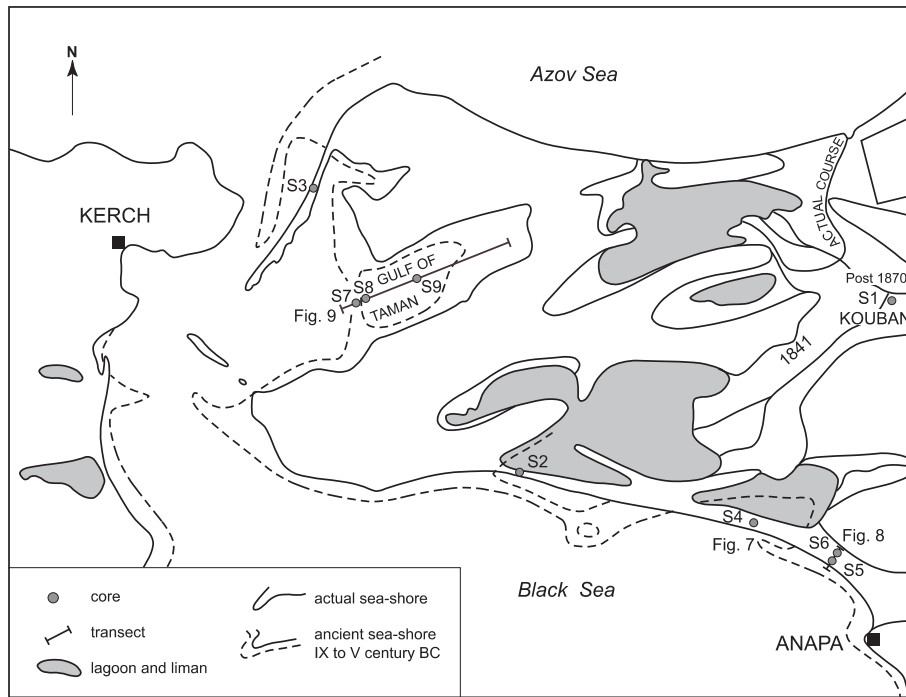 N
Azov Sea
ACTUAL COURSE
S3
KERCH
GULF OF
TAMAN
S7
S8
S9
Fig. 9
Post 1870
S1
KOUBAN
1841
S2
S4
Fig. 7
S6
Fig. 8
S5
Black Sea
ANAPA
core
transect
lagoon and liman
actual sea-shore
ancient sea-shore
IX to V century BC